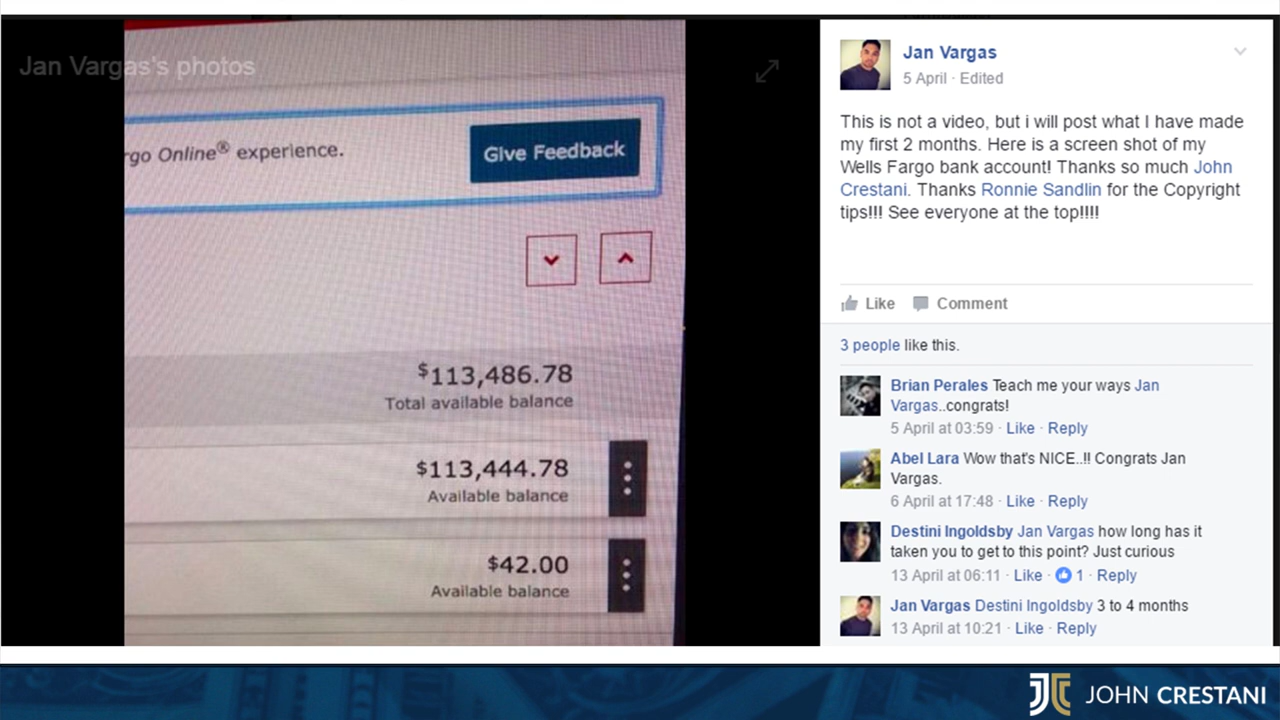 Jan Vargas's photos
rgo Online® experience.
Give Feedback
$113,486.78
Total available balance
$113,444.78
Available balance
$42.00
Available balance
Jan Vargas
5 April · Edited
This is not a video, but i will post what I have made
my first 2 months. Here is a screen shot of my
Wells Fargo bank account! Thanks so much John
Crestani. Thanks Ronnie Sandlin for the Copyright
tips!!! See everyone at the top!!!!
Like Comment
3 people like this.
Brian Perales Teach me your ways Jan
Vargas..congrats!
5 April at 03:59 · Like · Reply
Abel Lara Wow that's NICE..!! Congrats Jan
Vargas.
6 April at 17:48 · Like · Reply
Destini Ingoldsby Jan Vargas how long has it
taken you to get to this point? Just curious
13 April at 06:11 · Like · 1 · Reply
Jan Vargas Destini Ingoldsby 3 to 4 months
13 April at 10:21 · Like · Reply
JC JOHN CRESTANI